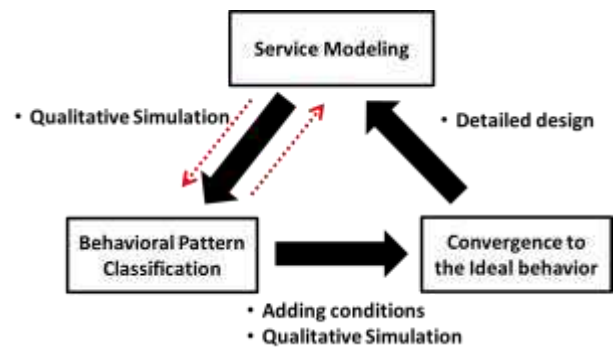 Service Modeling
• Qualitative Simulation
• Detailed design
Behavioral Pattern
Classification
Convergence to
the Ideal behavior
• Adding conditions
• Qualitative Simulation